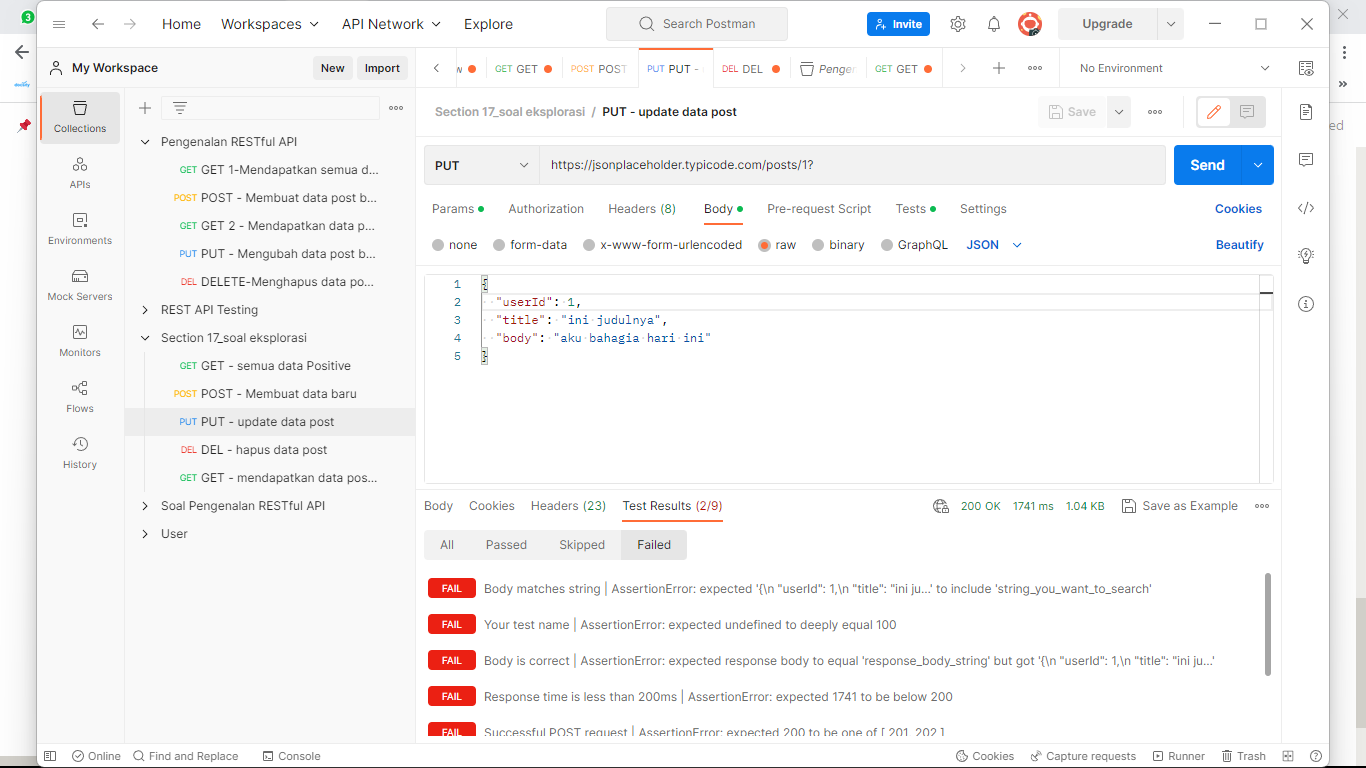 3
Home Workspaces API Network Explore Search Postman Invite Upgrade
My Workspace New Import
GET GET POST POST PUT PUT - DEL DEL Penger GET GET No Environment
Section 17_soal eksplorasi / PUT - update data post Save
Collections
APIs
Environments
Mock Servers
Monitors
Flows
History
Pengenalan RESTful API
GET GET 1-Mendapatkan semua d...
POST POST - Membuat data post b...
GET GET 2 - Mendapatkan data p...
PUT PUT - Mengubah data post b...
DEL DELETE-Menghapus data po...
REST API Testing
Section 17_soal eksplorasi
GET GET - semua data Positive
POST POST - Membuat data baru
PUT PUT - update data post
DEL DEL - hapus data post
GET GET - mendapatkan data pos...
Soal Pengenalan RESTful API
User
PUT https://jsonplaceholder.typicode.com/posts/1? Send
Params Authorization Headers (8) Body Pre-request Script Tests Settings Cookies
none form-data x-www-form-urlencoded raw binary GraphQL JSON Beautify
1 {
2 "userId": 1,
3 "title": "ini judulnya",
4 "body": "aku bahagia hari ini"
5 }
Body Cookies Headers (23) Test Results (2/9) 200 OK 1741 ms 1.04 KB Save as Example
All Passed Skipped Failed
FAIL Body matches string | AssertionError: expected '{\n "userId": 1,\n "title": "ini ju...' to include 'string_you_want_to_search'
FAIL Your test name | AssertionError: expected undefined to deeply equal 100
FAIL Body is correct | AssertionError: expected response body to equal 'response_body_string' but got '{\n "userId": 1,\n "title": "ini ju...'
FAIL Response time is less than 200ms | AssertionError: expected 1741 to be below 200
FAIL Successful POST request | AssertionError: expected 200 to be one of [ 201, 202 ]
Online Find and Replace Console Cookies Capture requests Runner Trash
ed